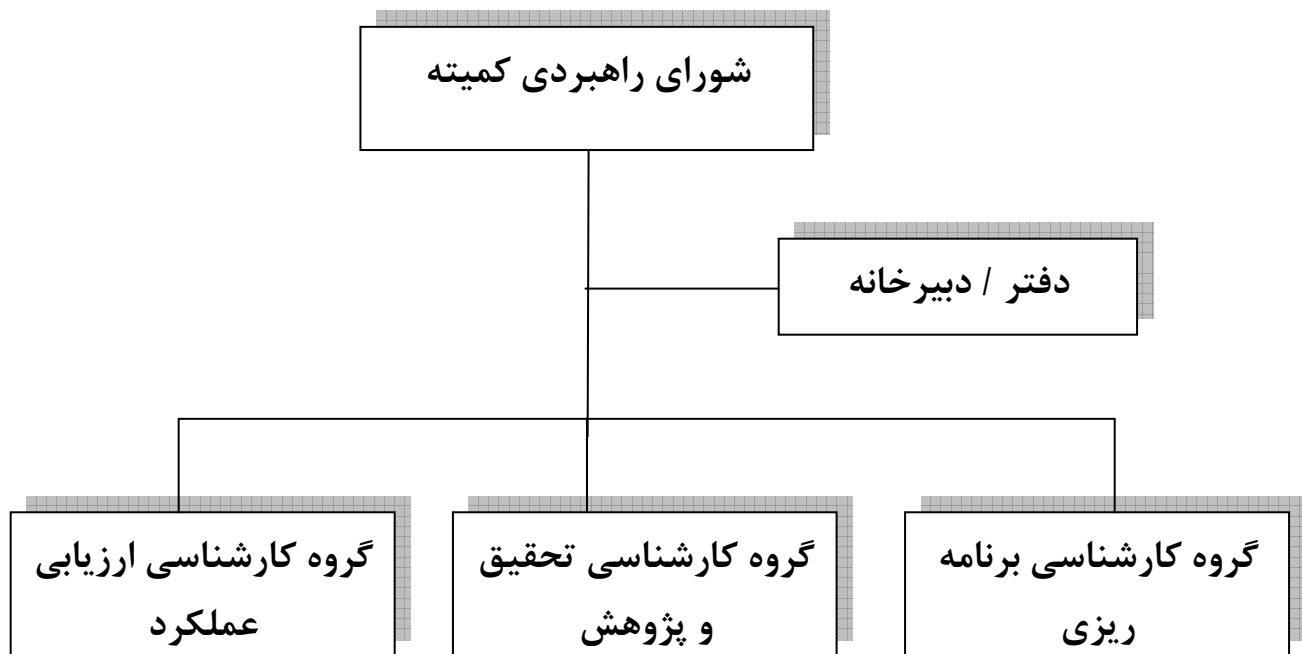 شورای راهبردی کمیته
دفتر / دبیرخانه
گروه کارشناسی برنامه
ریزی
گروه کارشناسی تحقیق
و پژوهش
گروه کارشناسی ارزیابی
عملکرد